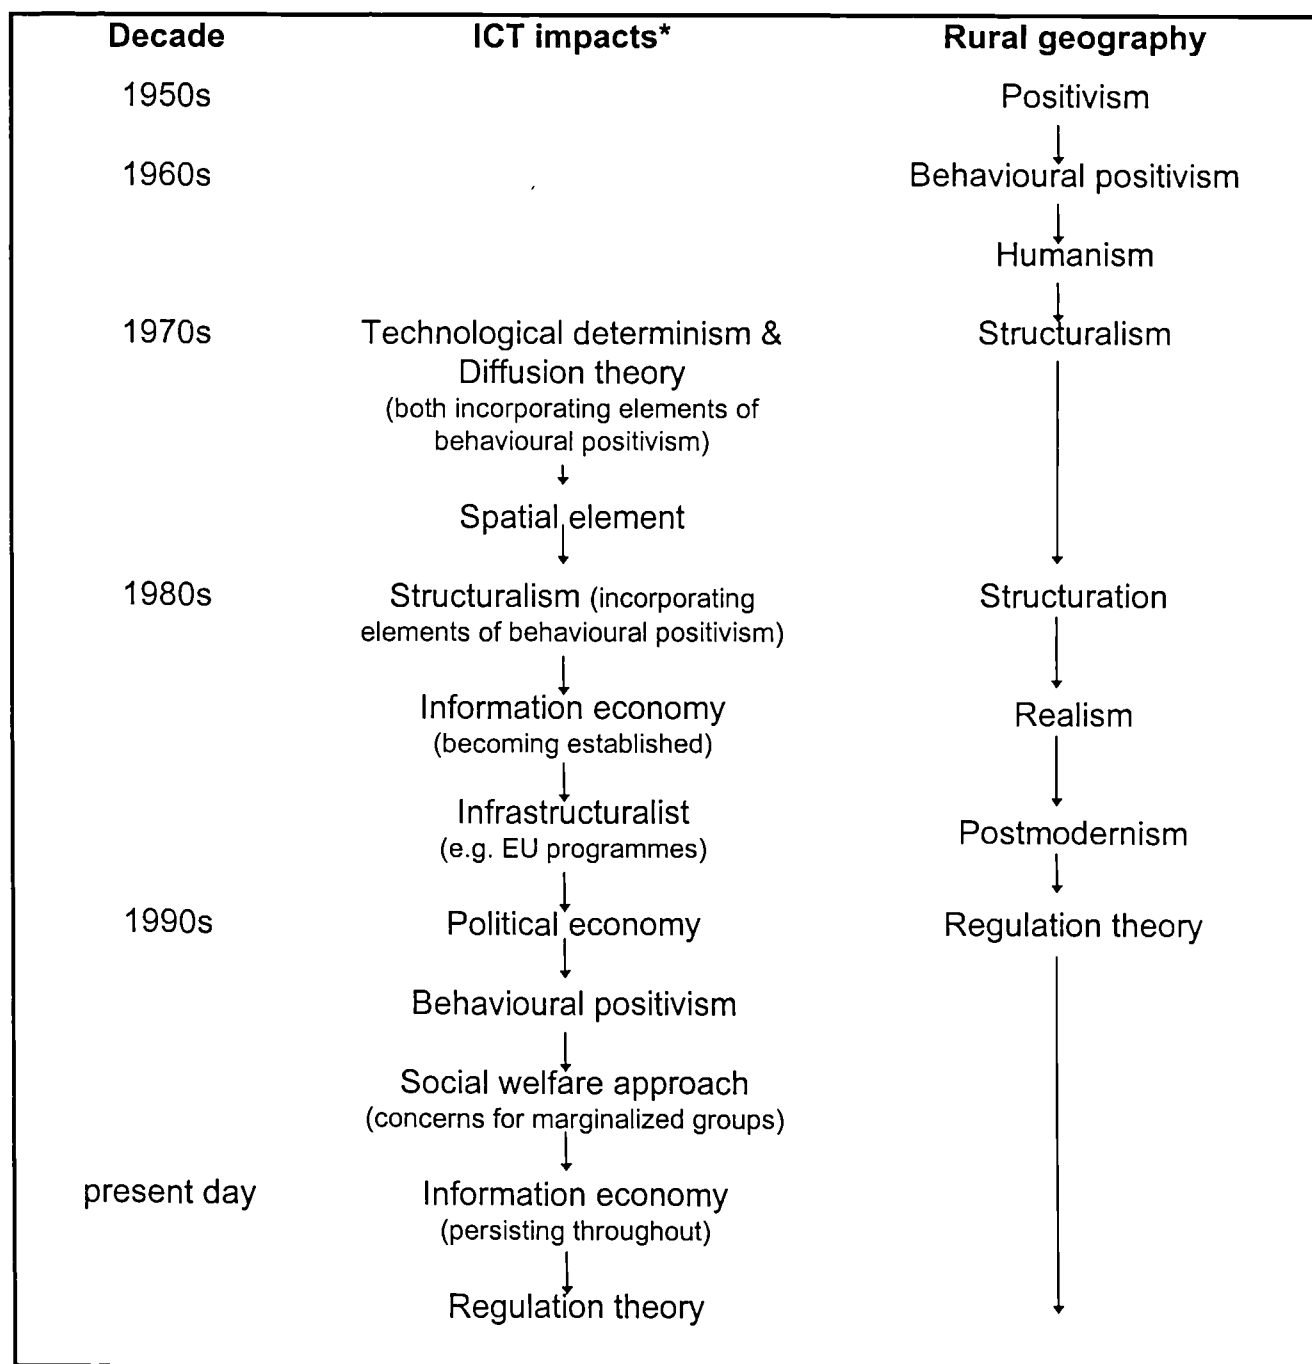 Decade ICT impacts* Rural geography
1950s Positivism
1960s Behavioural positivism
Humanism
1970s Technological determinism & Structuralism
Diffusion theory
(both incorporating elements of
behavioural positivism)
Spatial element
1980s Structuralism (incorporating Structuration
elements of behavioural positivism)
Information economy Realism
(becoming established)
Infrastructuralist
(e.g. EU programmes) Postmodernism
1990s Political economy Regulation theory
Behavioural positivism
Social welfare approach
(concerns for marginalized groups)
present day Information economy
(persisting throughout)
Regulation theory